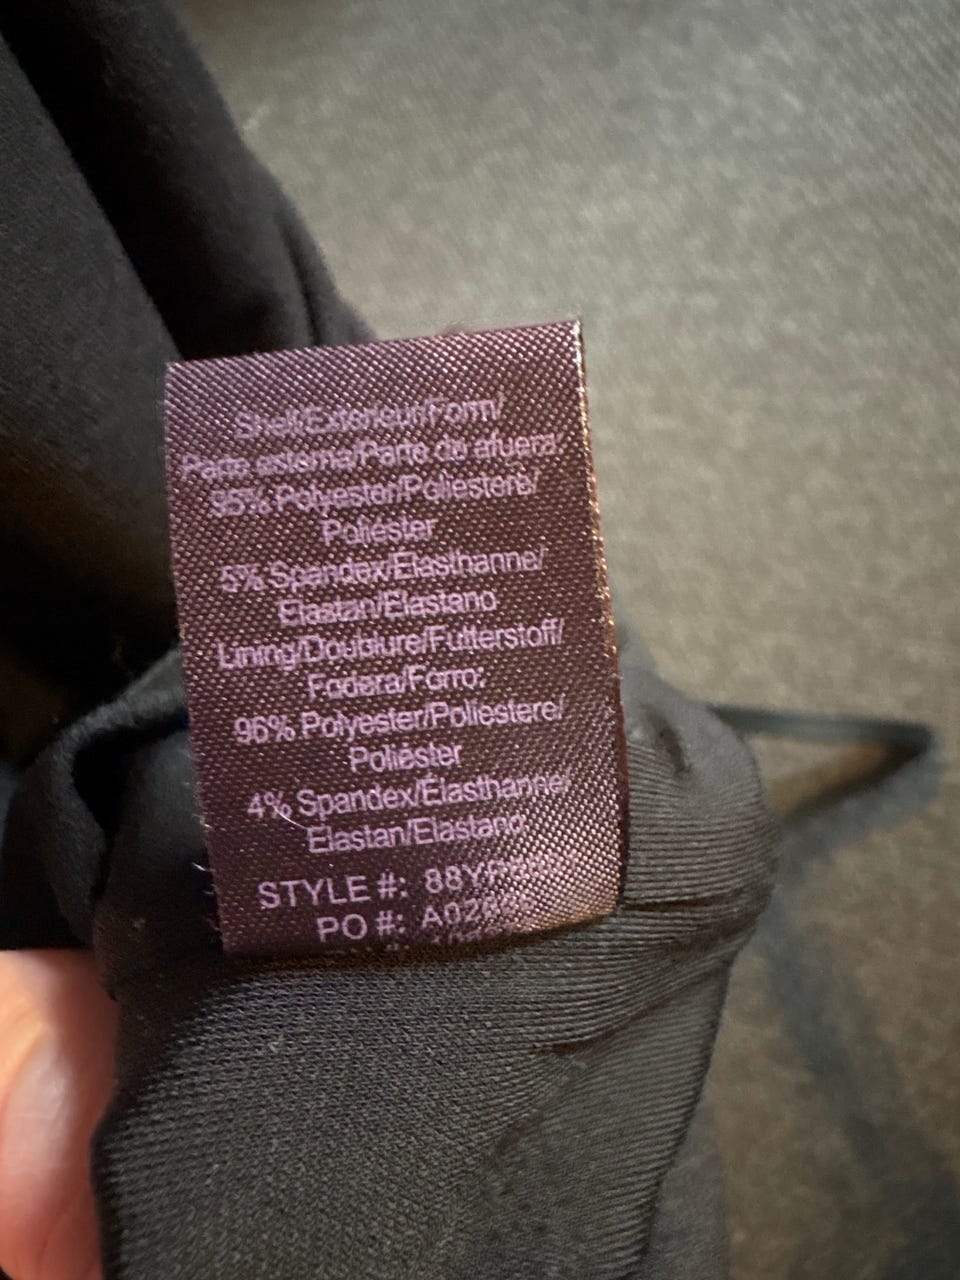 Shell/Exterieur/Form/
Parte esterna/Parte de afuera:
95% Polyester/Poliestere/
Poliéster
5% Spandex/Elasthanne/
Elastan/Elastano
Lining/Doublure/Futterstoff/
Fodera/Forro:
96% Polyester/Poliestere/
Poliéster
4% Spandex/Élasthanne/
Elastan/Elastano
STYLE #:
PO #: